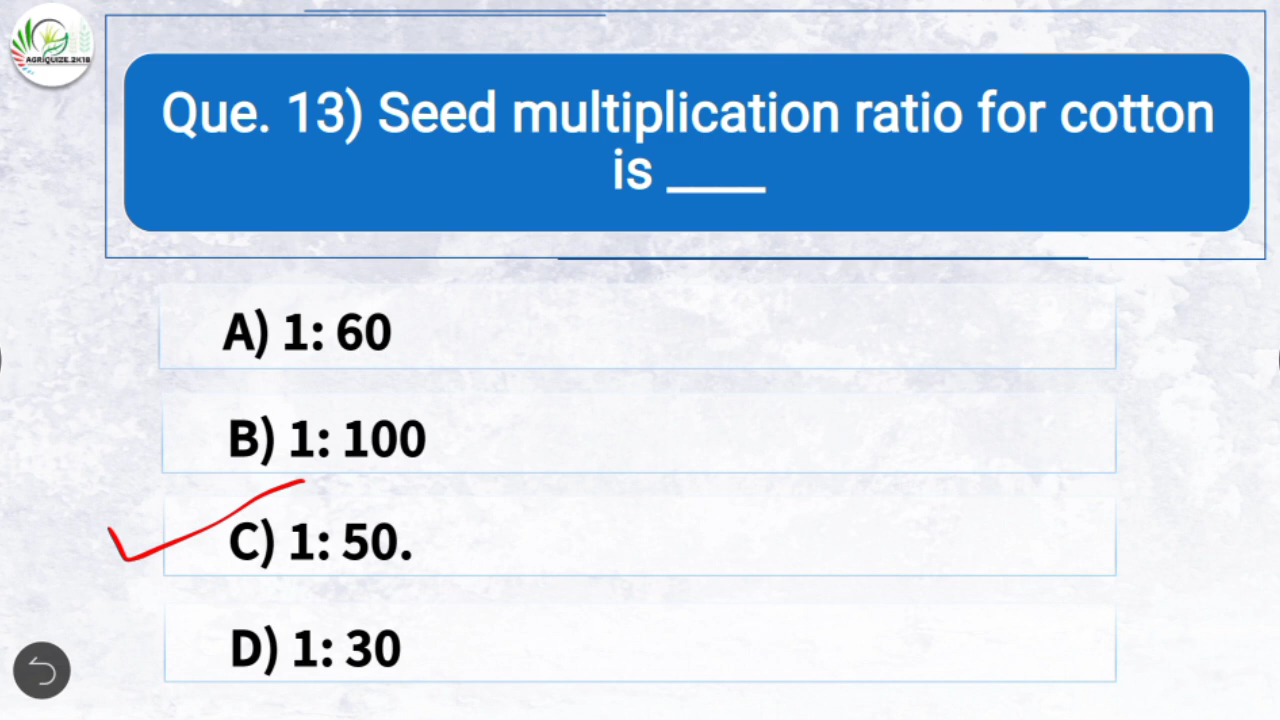 AGRIQUIZE.2K18
Que. 13) Seed multiplication ratio for cotton
is ____
A) 1: 60
B) 1: 100
C) 1: 50.
D) 1: 30